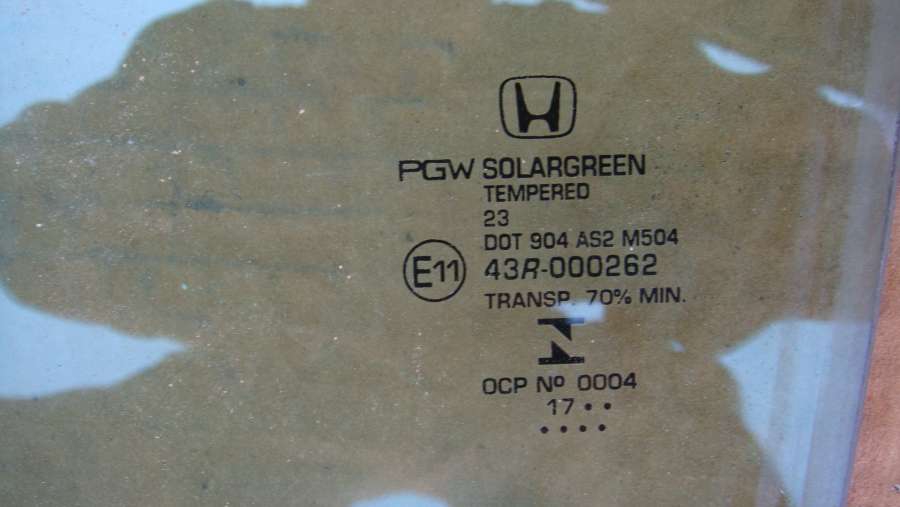 PGW SOLARGREEN
TEMPERED
23
DOT 904 AS2 M504
E11 43R-000262
TRANSP. 70% MIN.
OCP Nº 0004
17 • •
• • • •